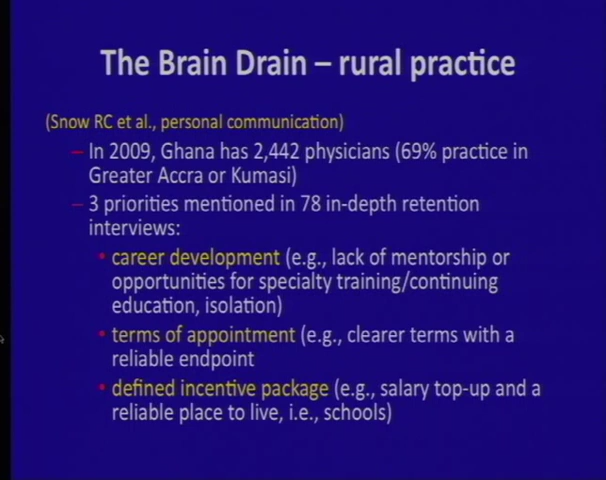 The Brain Drain – rural practice
(Snow RC et al., personal communication)
– In 2009, Ghana has 2,442 physicians (69% practice in
Greater Accra or Kumasi)
– 3 priorities mentioned in 78 in-depth retention
interviews:
• career development (e.g., lack of mentorship or
opportunities for specialty training/continuing
education, isolation)
• terms of appointment (e.g., clearer terms with a
reliable endpoint
• defined incentive package (e.g., salary top-up and a
reliable place to live, i.e., schools)